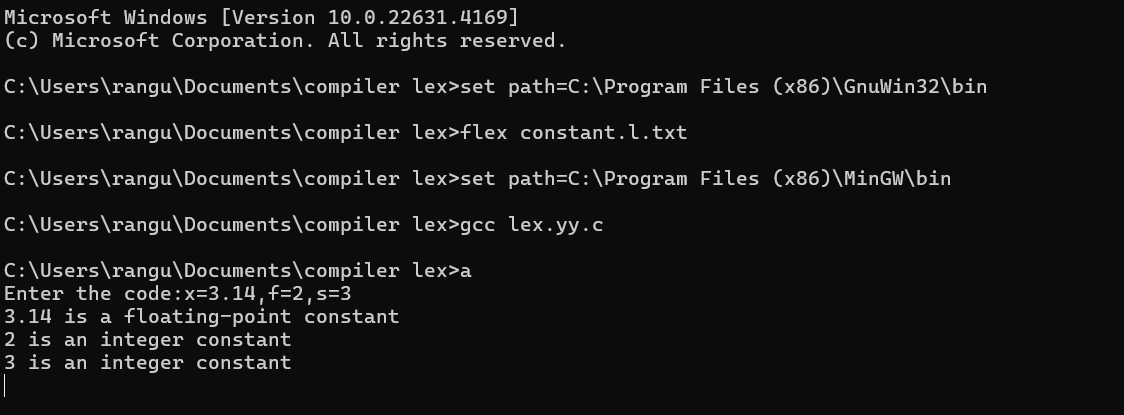 Microsoft Windows [Version 10.0.22631.4169]
(c) Microsoft Corporation. All rights reserved.
C:\Users\rangu\Documents\compiler lex>set path=C:\Program Files (x86)\GnuWin32\bin
C:\Users\rangu\Documents\compiler lex>flex constant.l.txt
C:\Users\rangu\Documents\compiler lex>set path=C:\Program Files (x86)\MinGW\bin
C:\Users\rangu\Documents\compiler lex>gcc lex.yy.c
C:\Users\rangu\Documents\compiler lex>a
Enter the code:x=3.14,f=2,s=3
3.14 is a floating-point constant
2 is an integer constant
3 is an integer constant